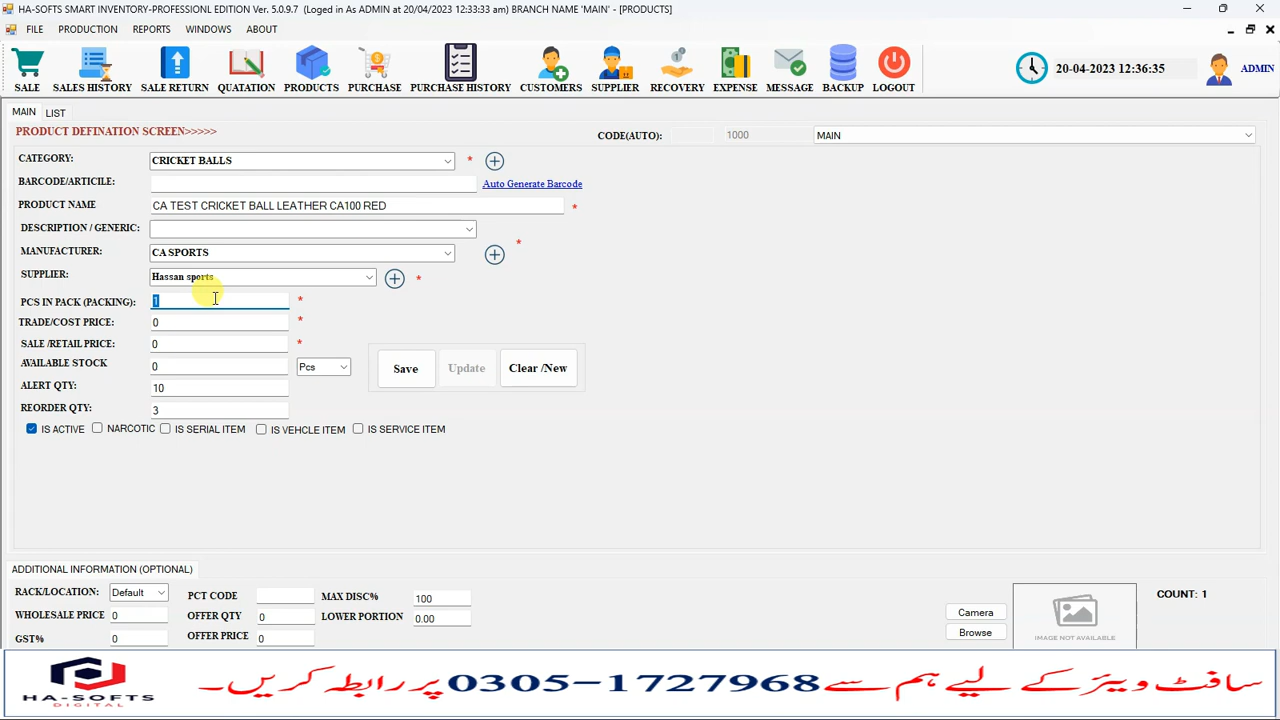 HA-SOFTS SMART INVENTORY-PROFESSIONL EDITION Ver. 5.0.9.7 (Loged in As ADMIN at 20/04/2023 12:33:33 am) BRANCH NAME 'MAIN' - [PRODUCTS]
FILE PRODUCTION REPORTS WINDOWS ABOUT
SALE SALES HISTORY SALE RETURN QUATATION PRODUCTS PURCHASE PURCHASE HISTORY CUSTOMERS SUPPLIER RECOVERY EXPENSE MESSAGE BACKUP LOGOUT 20-04-2023 12:36:35 ADMIN
MAIN LIST
PRODUCT DEFINATION SCREEN>>>>> CODE(AUTO): 1000 MAIN
CATEGORY: CRICKET BALLS *
BARCODE/ARTICILE: Auto Generate Barcode
PRODUCT NAME CA TEST CRICKET BALL LEATHER CA100 RED *
DESCRIPTION / GENERIC:
MANUFACTURER: CA SPORTS *
SUPPLIER: Hassan sports *
PCS IN PACK (PACKING): 1 *
TRADE/COST PRICE: 0 *
SALE /RETAIL PRICE: 0 *
AVAILABLE STOCK 0 Pcs Save Update Clear /New
ALERT QTY: 10
REORDER QTY: 3
IS ACTIVE NARCOTIC IS SERIAL ITEM IS VEHCLE ITEM IS SERVICE ITEM
ADDITIONAL INFORMATION (OPTIONAL)
RACK/LOCATION: Default PCT CODE MAX DISC% 100 COUNT: 1
WHOLESALE PRICE 0 OFFER QTY 0 LOWER PORTION 0.00 Camera
GST% 0 OFFER PRICE 0 Browse IMAGE NOT AVAILABLE
HA-SOFTS DIGITAL
سافٹ ویئر کے لیے ہم سے 0305-1727968 پر رابطہ کریں۔